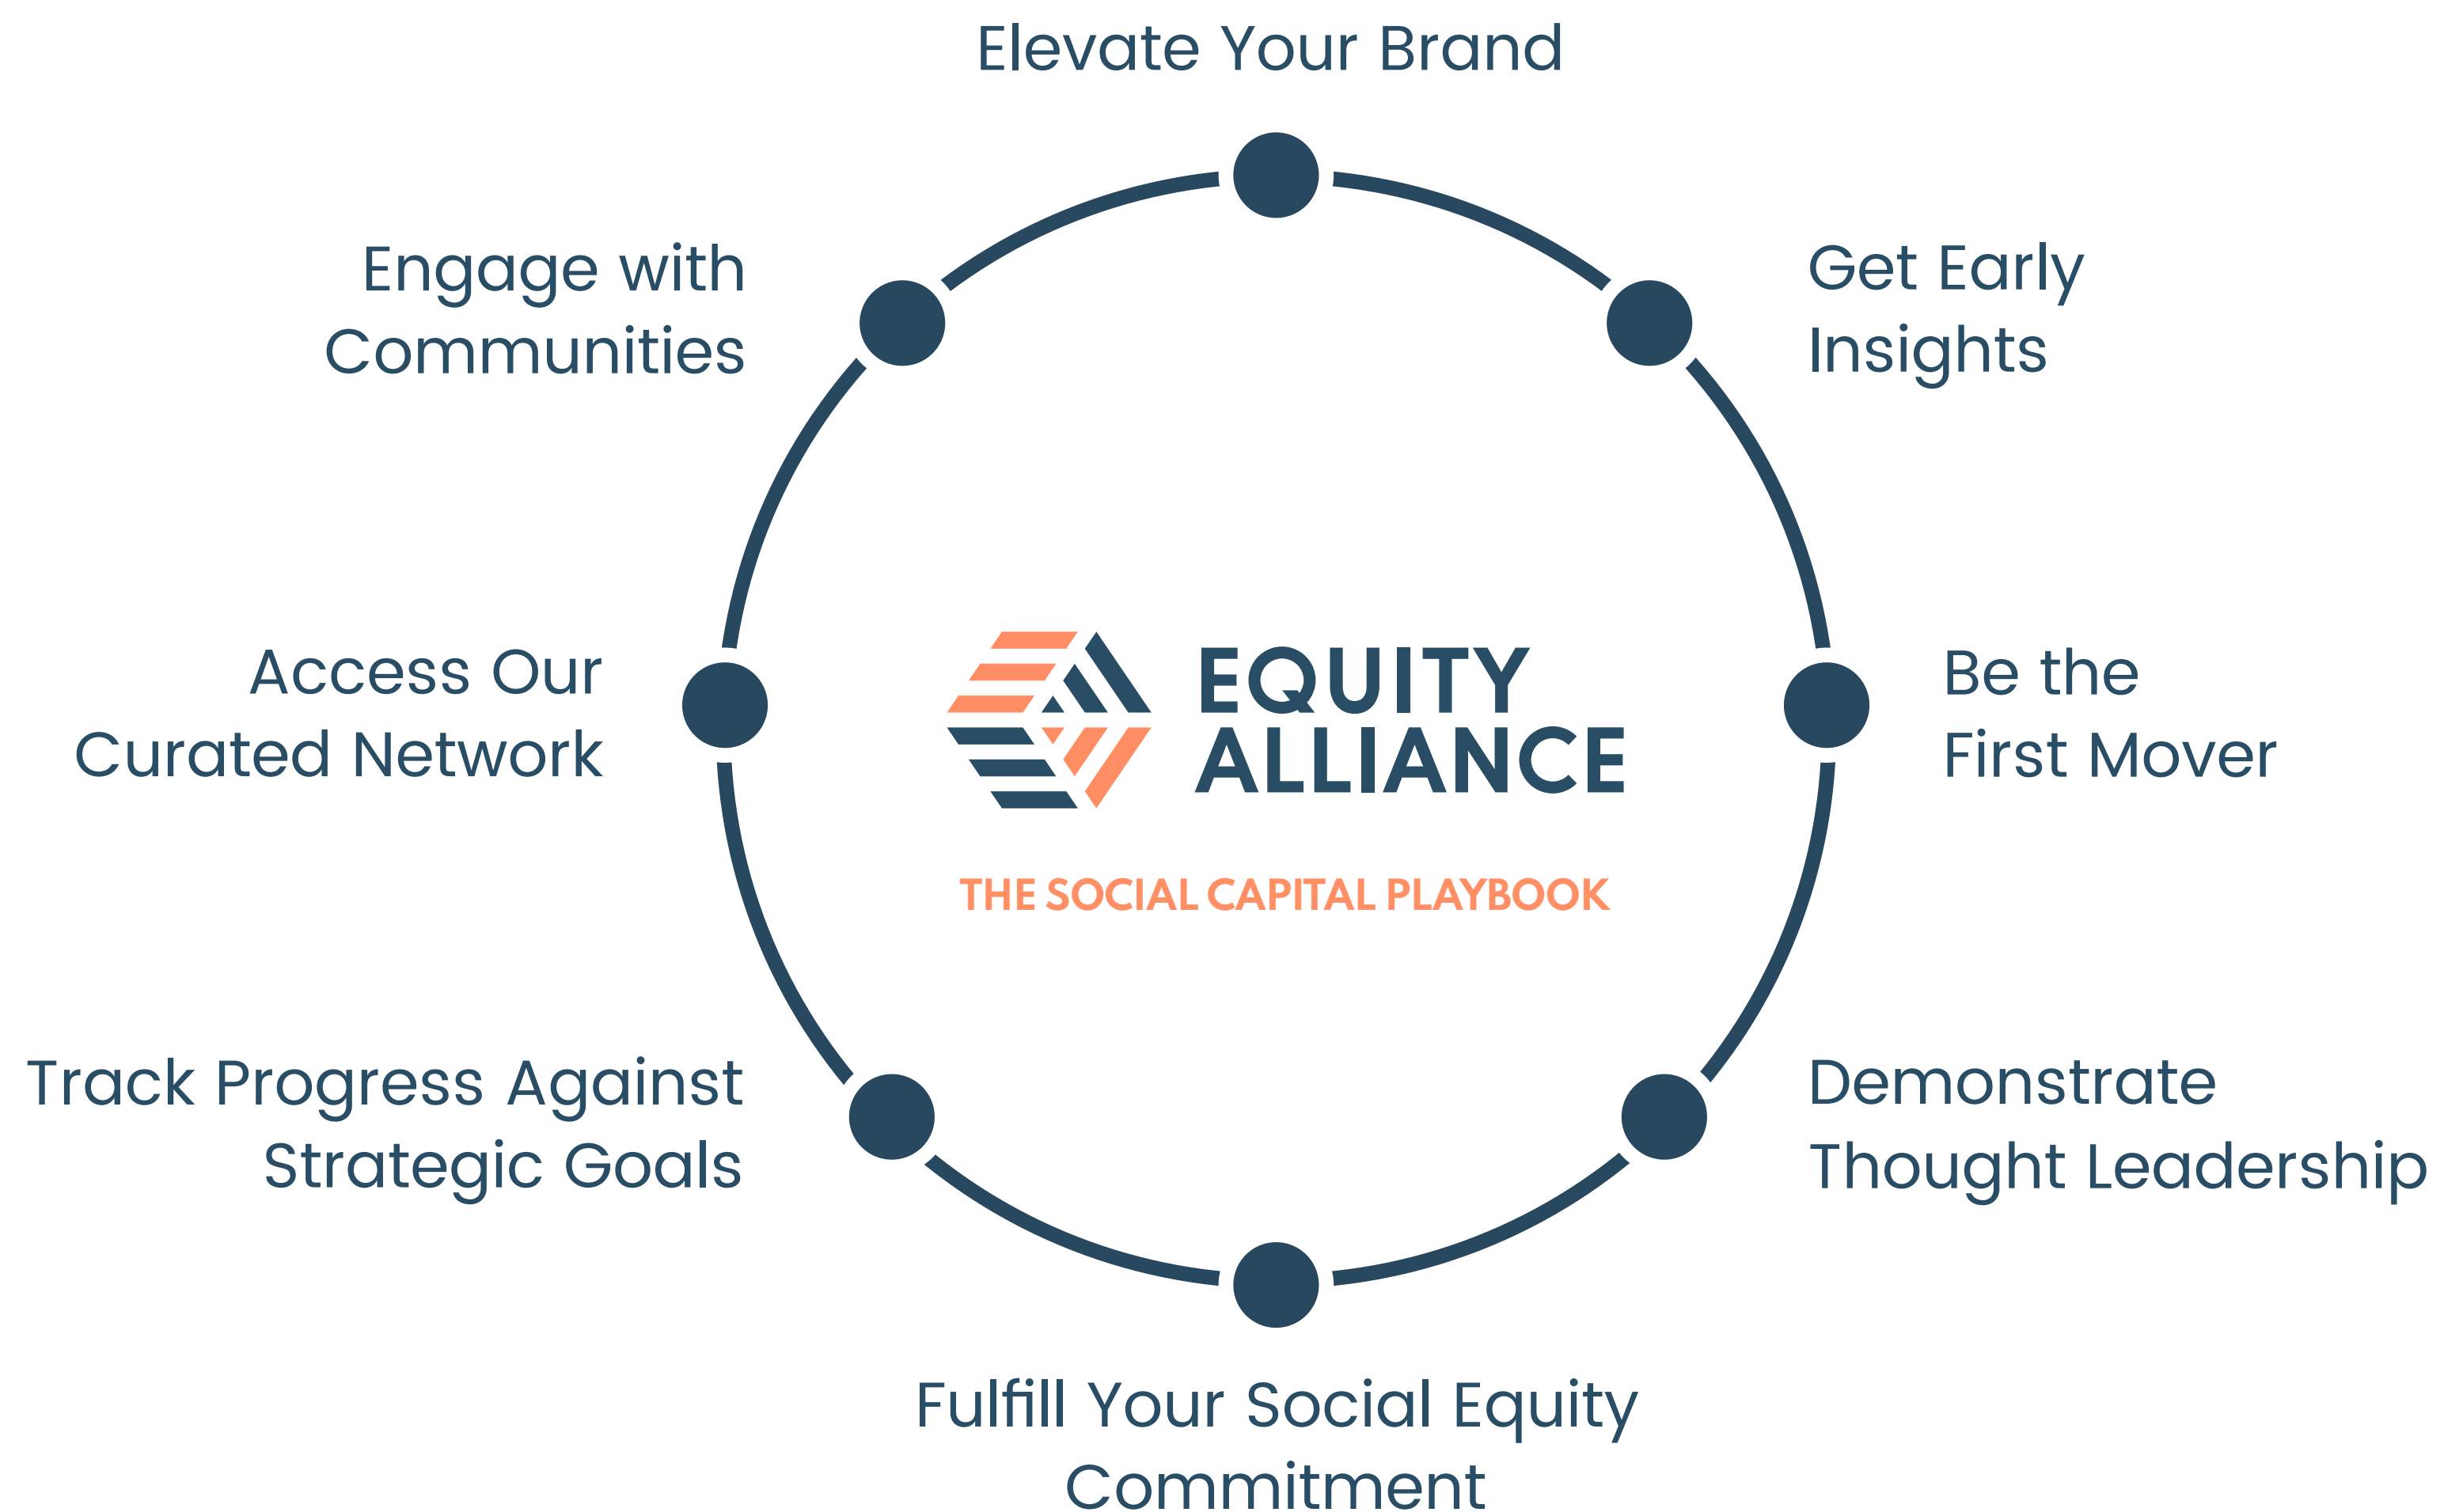 Elevate Your Brand
Engage with
Communities
Get Early
Insights
Access Our
Curated Network
EQUITY
ALLIANCE
THE SOCIAL CAPITAL PLAYBOOK
Be the
First Mover
Track Progress Against
Strategic Goals
Demonstrate
Thought Leadership
Fulfill Your Social Equity
Commitment